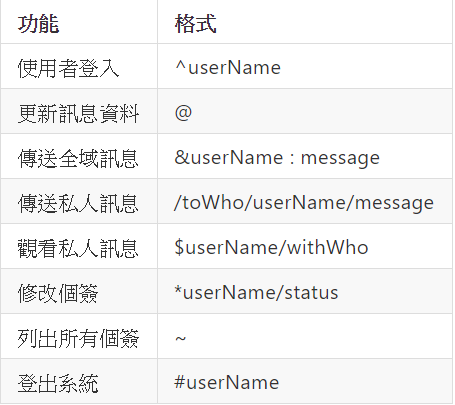 功能 格式
使用者登入 ^userName
更新訊息資料 @
傳送全域訊息 &userName : message
傳送私人訊息 /toWho/userName/message
觀看私人訊息 $userName/withWho
修改個簽 *userName/status
列出所有個簽 ~
登出系統 #userName